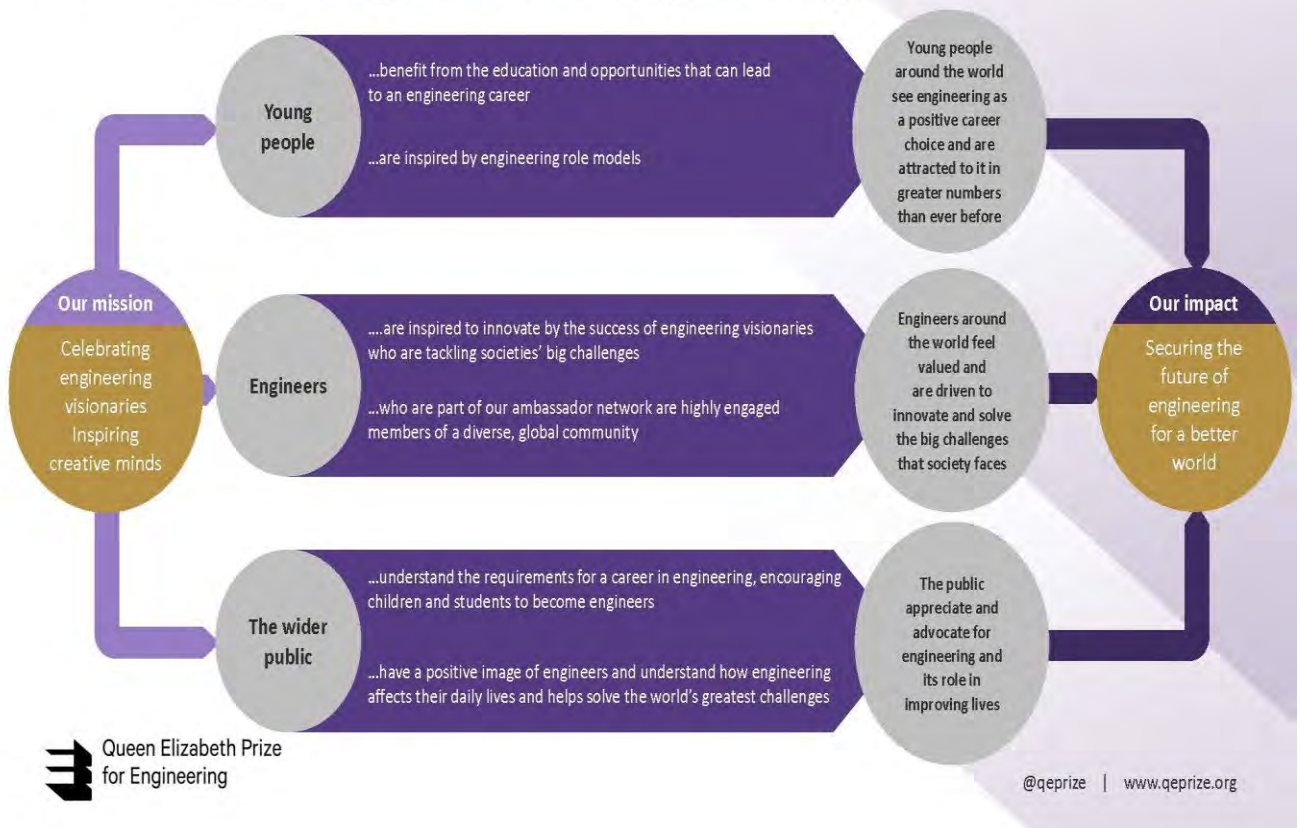 Our mission
Celebrating
engineering
visionaries
Inspiring
creative minds
Young
people
...benefit from the education and opportunities that can lead
to an engineering career
...are inspired by engineering role models
Young people
around the world
see engineering as
a positive career
choice and are
attracted to it in
greater numbers
than ever before
Engineers
....are inspired to innovate by the success of engineering visionaries
who are tackling societies' big challenges
...who are part of our ambassador network are highly engaged
members of a diverse, global community
Engineers around
the world feel
valued and
are driven to
innovate and solve
the big challenges
that society faces
The wider
public
...understand the requirements for a career in engineering, encouraging
children and students to become engineers
...have a positive image of engineers and understand how engineering
affects their daily lives and helps solve the world's greatest challenges
The public
appreciate and
advocate for
engineering and
its role in
improving lives
Our impact
Securing the
future of
engineering
for a better
world
Queen Elizabeth Prize
for Engineering
@qeprize | www.qeprize.org